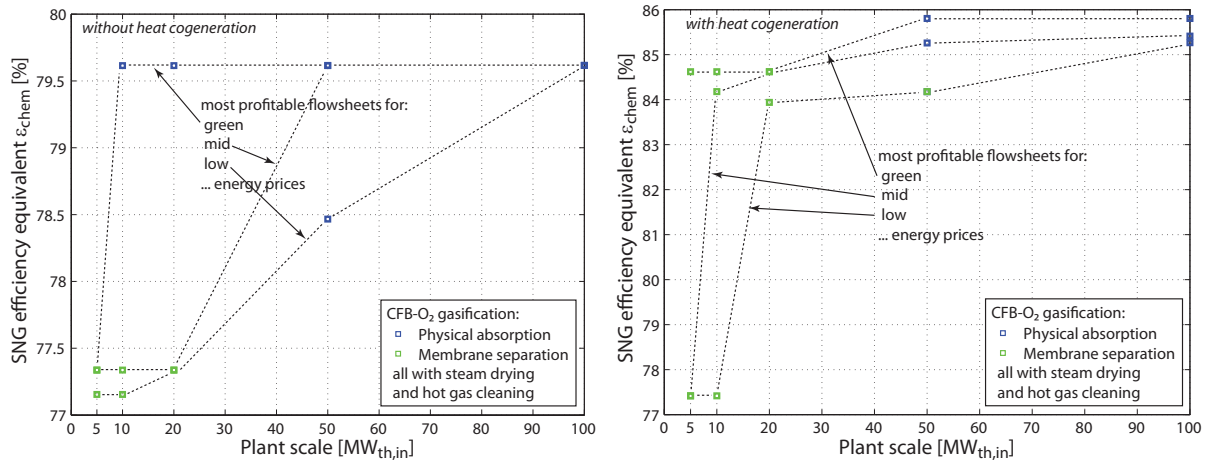 without heat cogeneration
SNG efficiency equivalent ε_chem [%]
80
79.5
79
78.5
78
77.5
77
most profitable flowsheets for:
green
mid
low
... energy prices
CFB-O₂ gasification:
Physical absorption
Membrane separation
all with steam drying
and hot gas cleaning
0 5 10 20 30 40 50 60 70 80 90 100
Plant scale [MW_th,in]
with heat cogeneration
SNG efficiency equivalent ε_chem [%]
86
85
84
83
82
81
80
79
78
77
most profitable flowsheets for:
green
mid
low
... energy prices
CFB-O₂ gasification:
Physical absorption
Membrane separation
all with steam drying
and hot gas cleaning
0 5 10 20 30 40 50 60 70 80 90 100
Plant scale [MW_th,in]